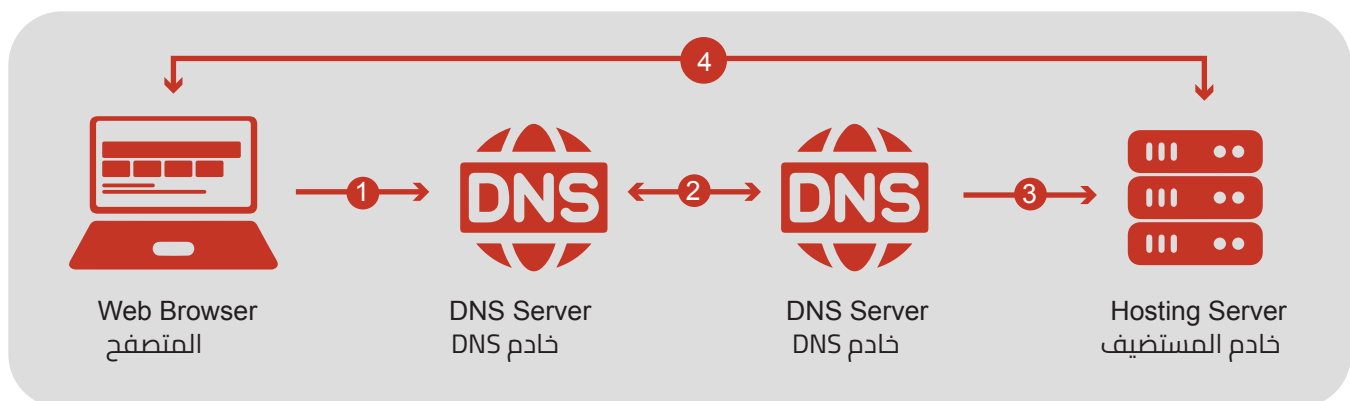 4
DNS
DNS
1
2
3
Web Browser
المتصفح
DNS Server
خادم DNS
DNS Server
خادم DNS
Hosting Server
خادم المستضيف